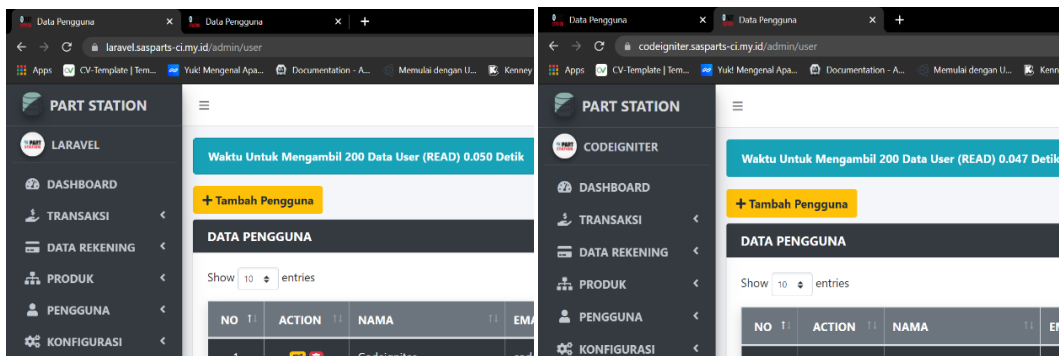 Data Pengguna
Data Pengguna
laravel.sasparts-ci.my.id/admin/user
Apps
CV-Template | Tem...
Yuk! Mengenal Apa...
Documentation - A...
Memulai dengan U...
Kenney
PART STATION
LARAVEL
DASHBOARD
TRANSAKSI
DATA REKENING
PRODUK
PENGGUNA
KONFIGURASI
Waktu Untuk Mengambil 200 Data User (READ) 0.050 Detik
+ Tambah Pengguna
DATA PENGGUNA
Show 10 entries
NO ACTION NAMA EMA
1 Codeigniter
Data Pengguna
Data Pengguna
codeigniter.sasparts-ci.my.id/admin/user
Apps
CV-Template | Tem...
Yuk! Mengenal Apa...
Documentation - A...
Memulai dengan U...
Kenn
PART STATION
CODEIGNITER
DASHBOARD
TRANSAKSI
DATA REKENING
PRODUK
PENGGUNA
KONFIGURASI
Waktu Untuk Mengambil 200 Data User (READ) 0.047 Detik
+ Tambah Pengguna
DATA PENGGUNA
Show 10 entries
NO ACTION NAMA EM